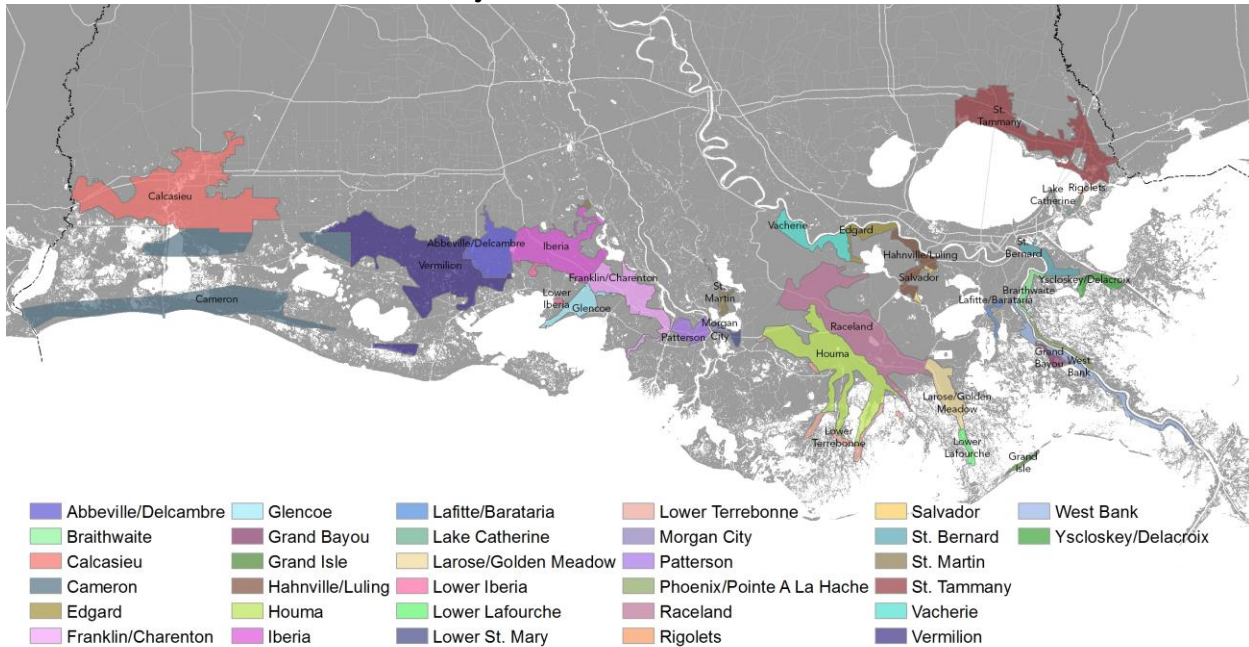 St.
Tammany
Calcasieu
Lake
Catherine
Rigolets
Vacherie
Edgard
Abbeville/Delcambre
Iberia
Hahnville/Luling
St.
Bernard
Vermilion
Franklin/Charenton
Salvador
Yscloskey/Delacroix
Cameron
Lower
Iberia
Glencoe
St.
Martin
Braithwaite
Lafitte/Barataria
Patterson
Morgan
City
Raceland
Houma
Grand
Bayou
West
Bank
Larose/Golden
Meadow
Lower
Terrebonne
Lower
Lafourche
Grand
Isle
Abbeville/Delcambre
Braithwaite
Calcasieu
Cameron
Edgard
Franklin/Charenton
Glencoe
Grand Bayou
Grand Isle
Hahnville/Luling
Houma
Iberia
Lafitte/Barataria
Lake Catherine
Larose/Golden Meadow
Lower Iberia
Lower Lafourche
Lower St. Mary
Lower Terrebonne
Morgan City
Patterson
Phoenix/Pointe A La Hache
Raceland
Rigolets
Salvador
St. Bernard
St. Martin
St. Tammany
Vacherie
Vermilion
West Bank
Yscloskey/Delacroix